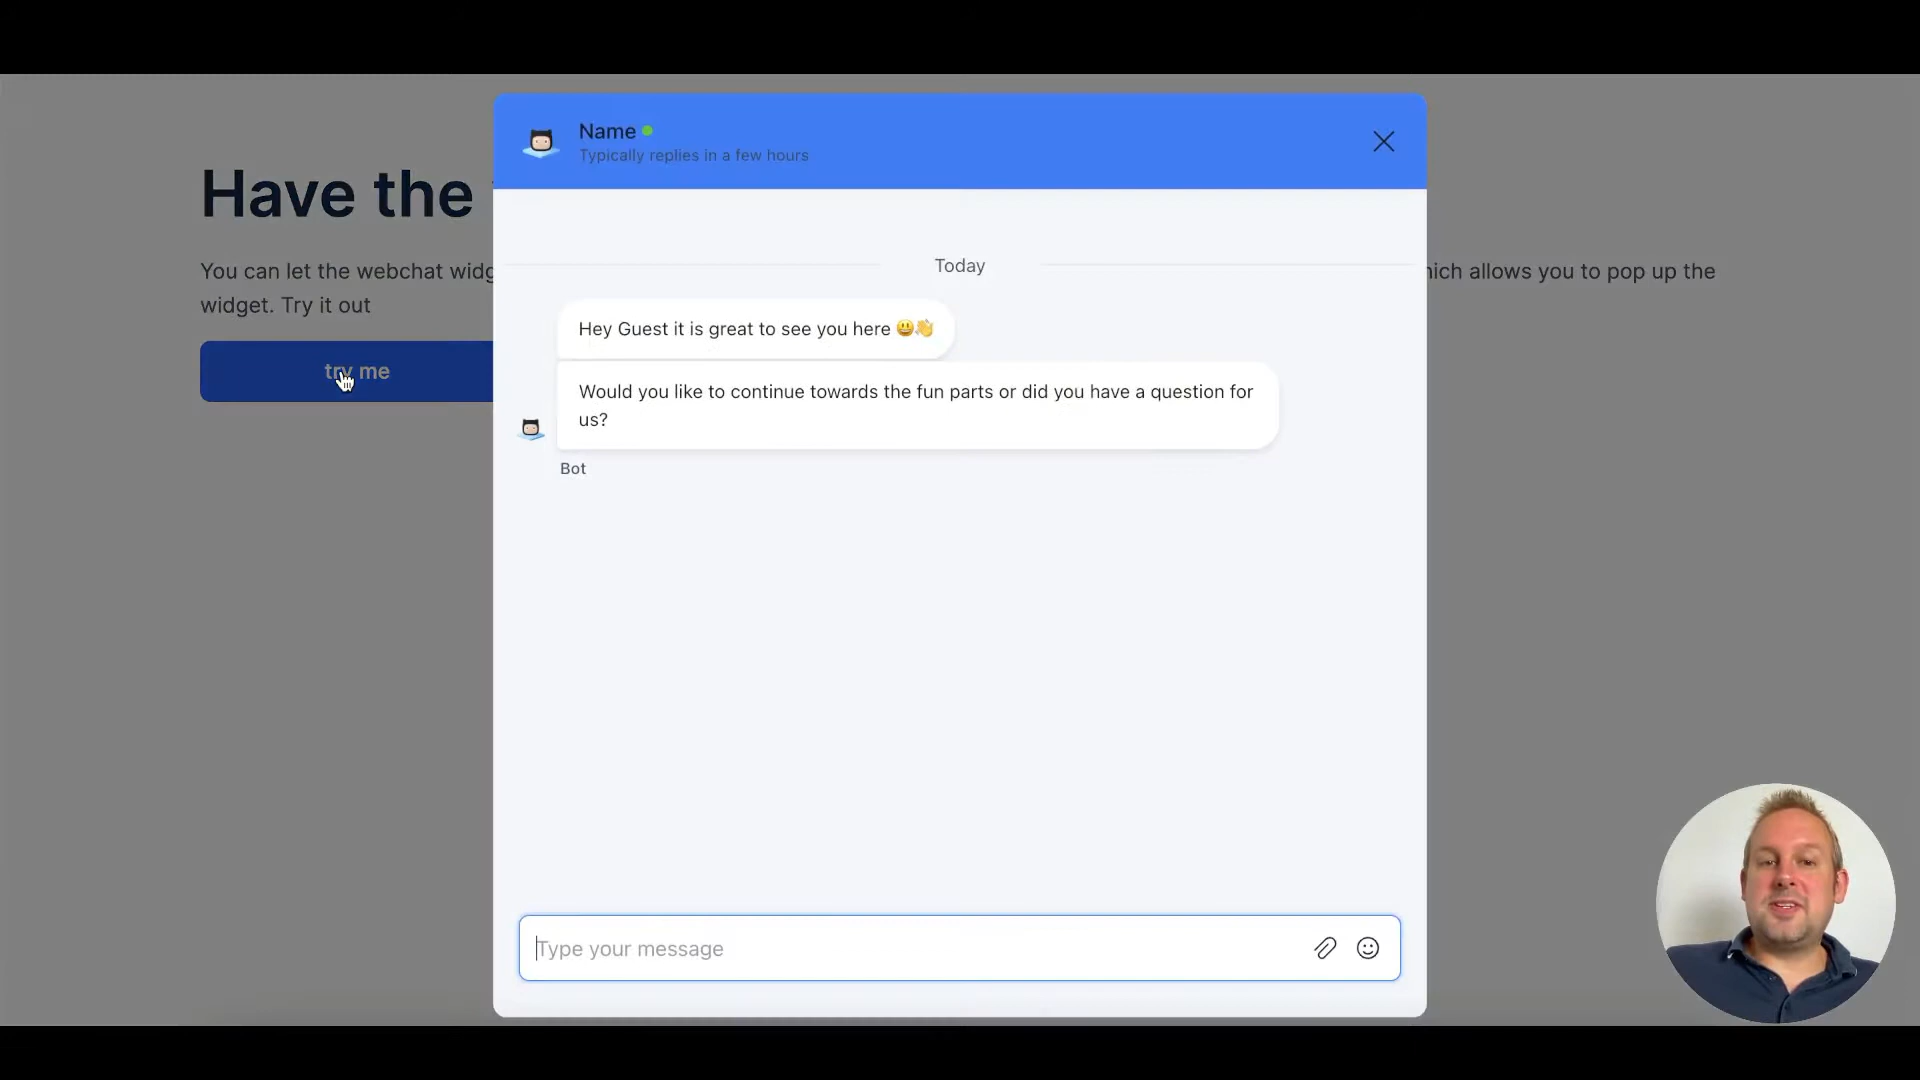 Name
Typically replies in a few hours
Have the
You can let the webchat widg
hich allows you to pop up the
widget. Try it out
try me
Today
Hey Guest it is great to see you here 😃👋
Would you like to continue towards the fun parts or did you have a question for
us?
Bot
Type your message